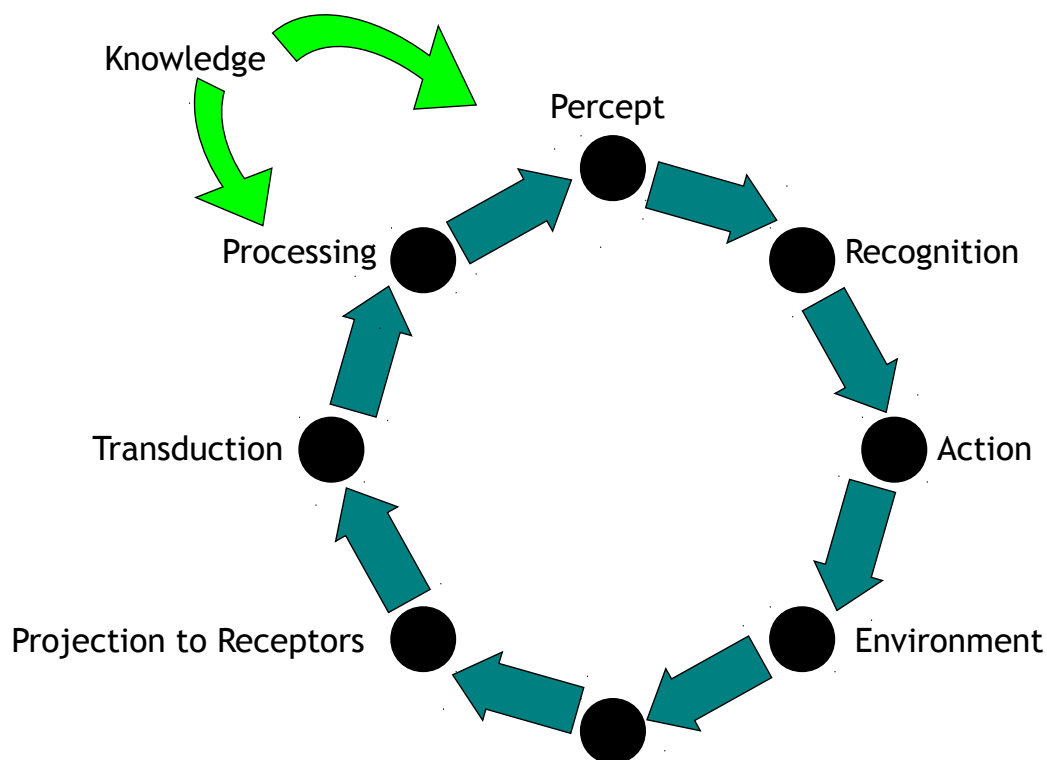 Knowledge
Percept
Processing
Recognition
Transduction
Action
Projection to Receptors
Environment